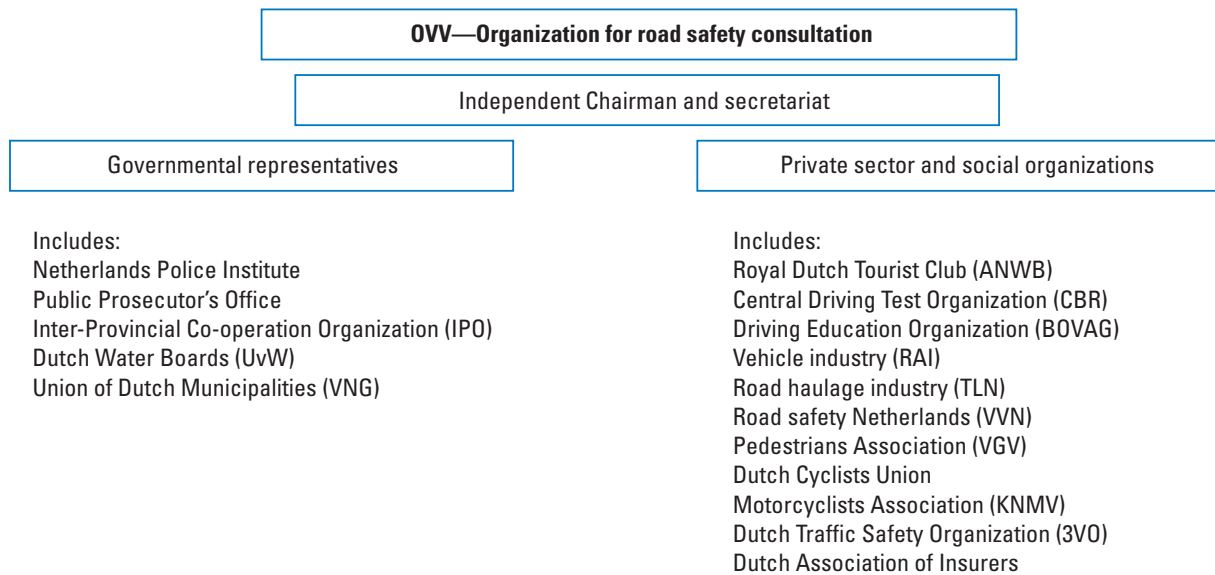 OVV—Organization for road safety consultation
Independent Chairman and secretariat
Governmental representatives
Includes:
Netherlands Police Institute
Public Prosecutor's Office
Inter-Provincial Co-operation Organization (IPO)
Dutch Water Boards (UvW)
Union of Dutch Municipalities (VNG)
Private sector and social organizations
Includes:
Royal Dutch Tourist Club (ANWB)
Central Driving Test Organization (CBR)
Driving Education Organization (BOVAG)
Vehicle industry (RAI)
Road haulage industry (TLN)
Road safety Netherlands (VVN)
Pedestrians Association (VGV)
Dutch Cyclists Union
Motorcyclists Association (KNMV)
Dutch Traffic Safety Organization (3VO)
Dutch Association of Insurers